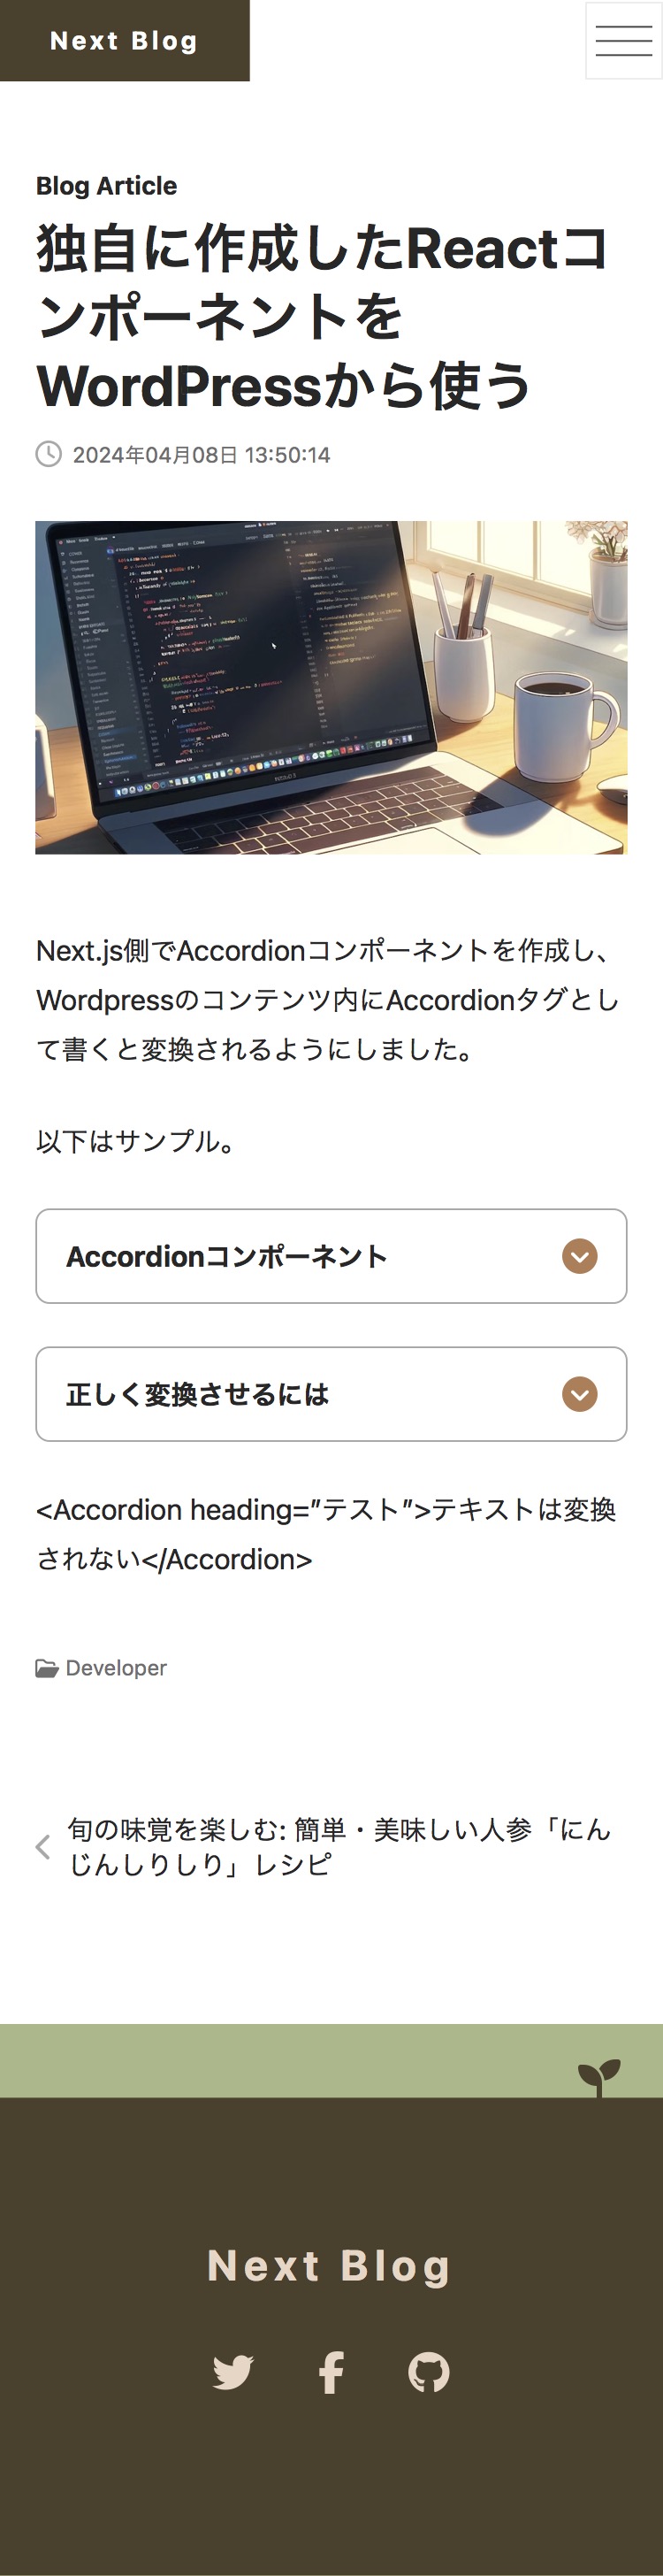 Next Blog
Blog Article
独自に作成したReactコ
ンポーネントを
WordPressから使う
2024年04月08日 13:50:14
Next.js側でAccordionコンポーネントを作成し、
Wordpressのコンテンツ内にAccordionタグとし
て書くと変換されるようにしました。
以下はサンプル。
Accordionコンポーネント
正しく変換させるには
<Accordion heading=”テスト”>テキストは変換
されない</Accordion>
Developer
旬の味覚を楽しむ: 簡単・美味しい人参「にん
じんしりしり」レシピ
Next Blog